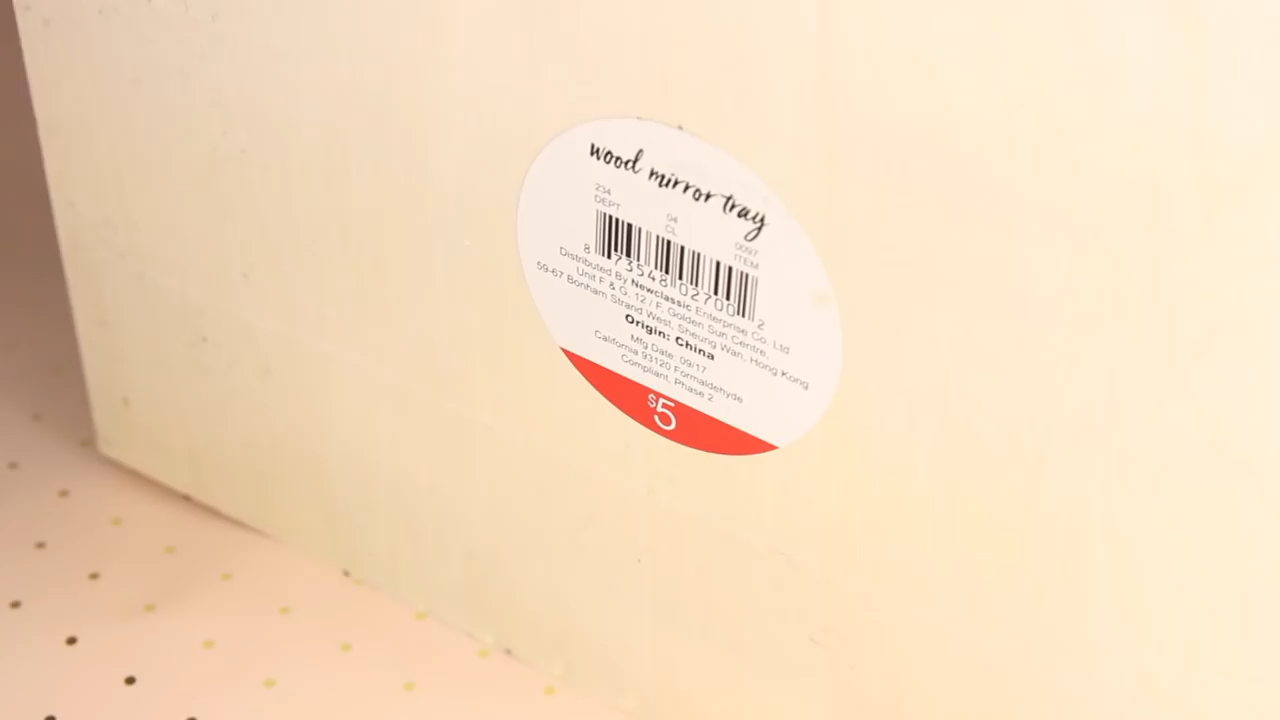 wood mirror tray
234 04 0097
DEPT CL ITEM
8 73548 02700 2
Distributed By Newclassic Enterprise Co. Ltd
Unit F & G, 12 / F. Golden Sun Centre,
59-67 Bonham Strand West, Sheung Wan, Hong Kong
Origin: China
Mfg Date: 09/17
California 93120 Formaldehyde
Compliant, Phase 2
$5